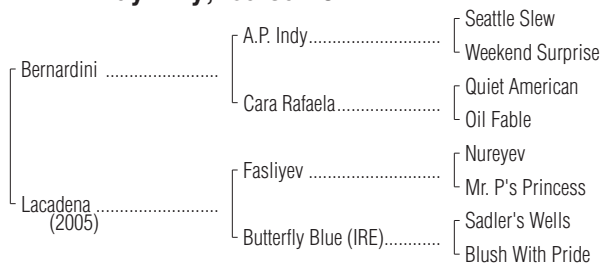 Seattle Slew
A.P. Indy
Weekend Surprise
Bernardini
Quiet American
Cara Rafaela
Oil Fable
Nureyev
Fasliyev
Mr. P's Princess
Lacadena
(2005)
Sadler's Wells
Butterfly Blue (IRE)
Blush With Pride